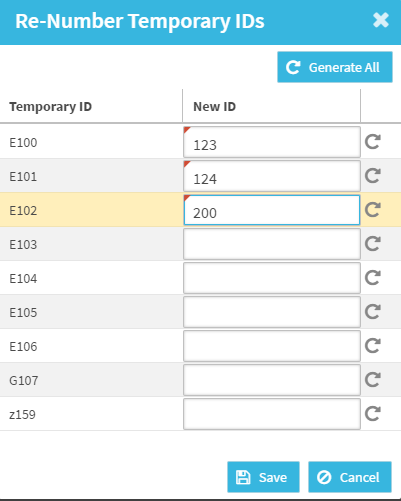 Re-Number Temporary IDs
Generate All
Temporary ID New ID
E100 123
E101 124
E102 200
E103
E104
E105
E106
G107
z159
Save Cancel